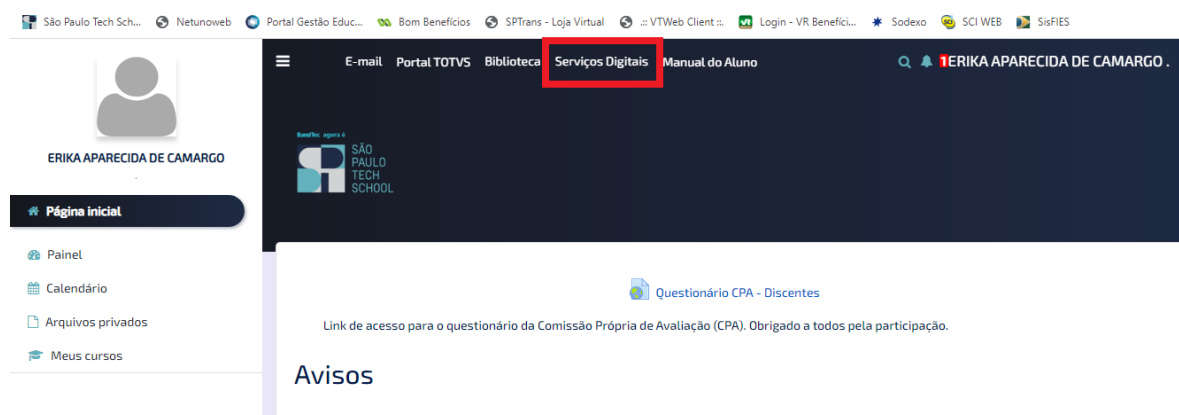 São Paulo Tech Sch... Netunoweb Portal Gestão Educ... Bom Benefícios SPTrans - Loja Virtual .:: VTWeb Client ::. Login - VR Benefíci... Sodexo SCI WEB SisFIES
E-mail Portal TOTVS Biblioteca Serviços Digitais Manual do Aluno 1 ERIKA APARECIDA DE CAMARGO .
ERIKA APARECIDA DE CAMARGO
.
BandTec agora é
SÃO
PAULO
TECH
SCHOOL
Página inicial
Painel
Calendário
Arquivos privados
Meus cursos
Questionário CPA - Discentes
Link de acesso para o questionário da Comissão Própria de Avaliação (CPA). Obrigado a todos pela participação.
Avisos